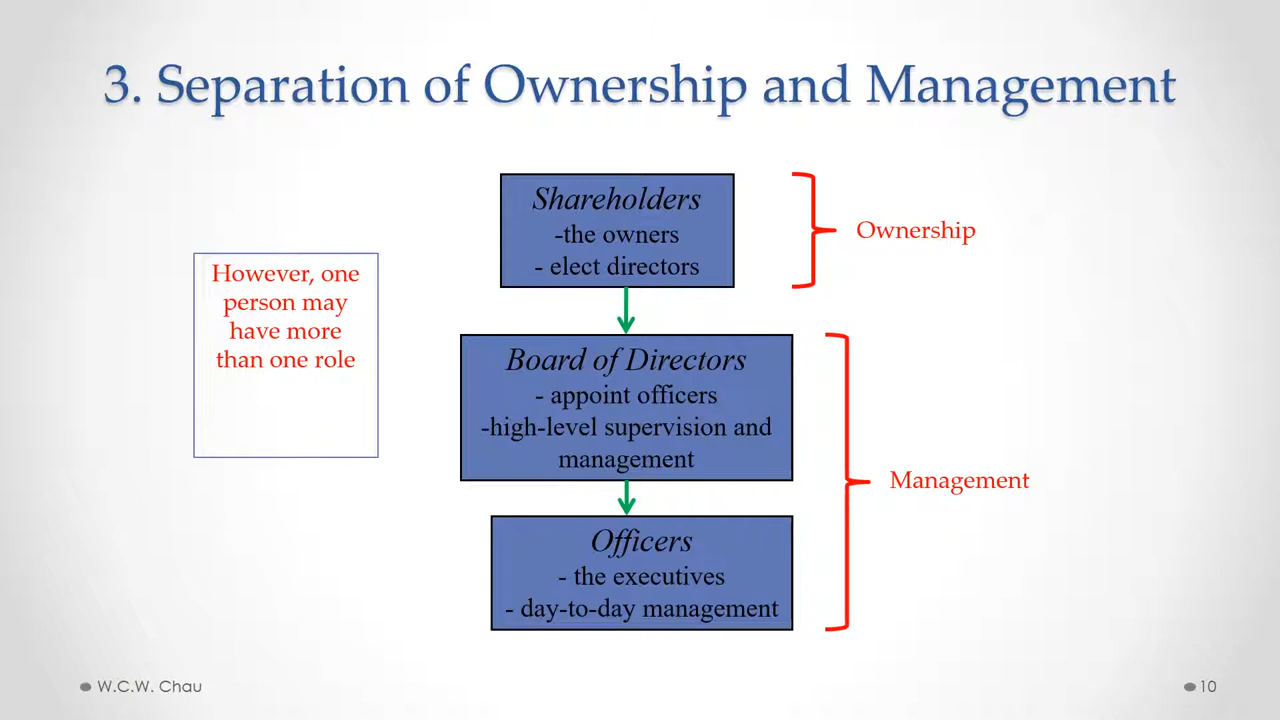 3. Separation of Ownership and Management
Shareholders
-the owners
- elect directors
Ownership
However, one
person may
have more
than one role
Board of Directors
- appoint officers
-high-level supervision and
management
Management
Officers
- the executives
- day-to-day management
W.C.W. Chau
10